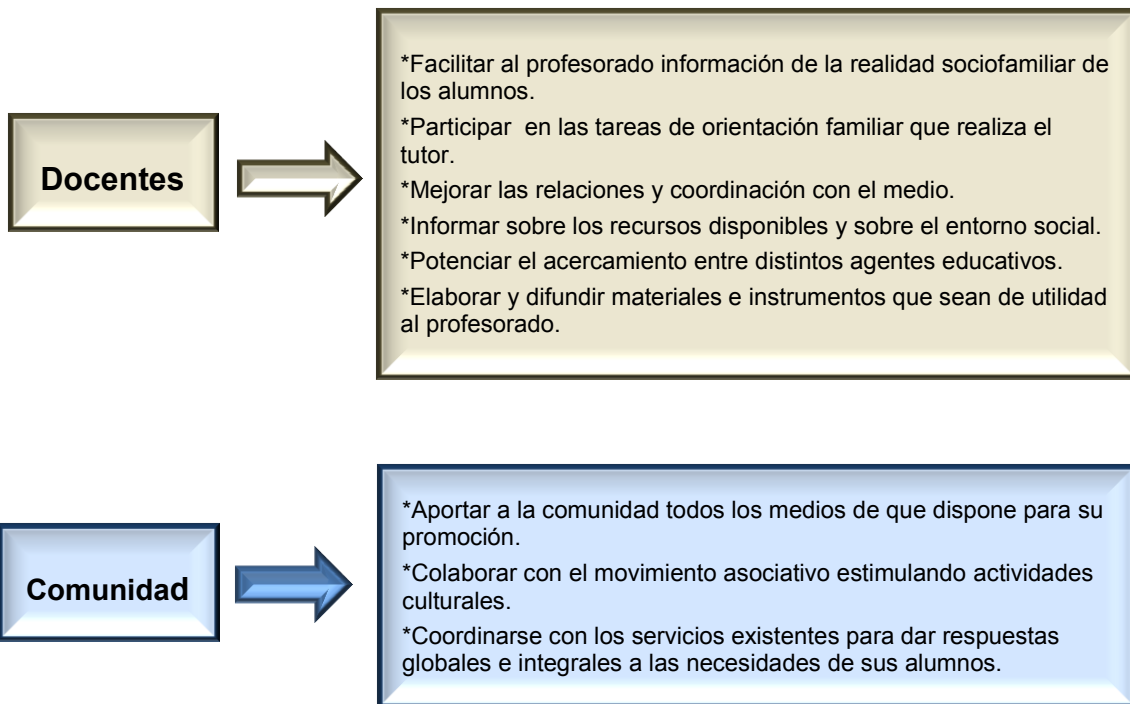 Docentes
*Facilitar al profesorado información de la realidad sociofamiliar de
los alumnos.
*Participar  en las tareas de orientación familiar que realiza el
tutor.
*Mejorar las relaciones y coordinación con el medio.
*Informar sobre los recursos disponibles y sobre el entorno social.
*Potenciar el acercamiento entre distintos agentes educativos.
*Elaborar y difundir materiales e instrumentos que sean de utilidad
al profesorado.
Comunidad
*Aportar a la comunidad todos los medios de que dispone para su
promoción.
*Colaborar con el movimiento asociativo estimulando actividades
culturales.
*Coordinarse con los servicios existentes para dar respuestas
globales e integrales a las necesidades de sus alumnos.